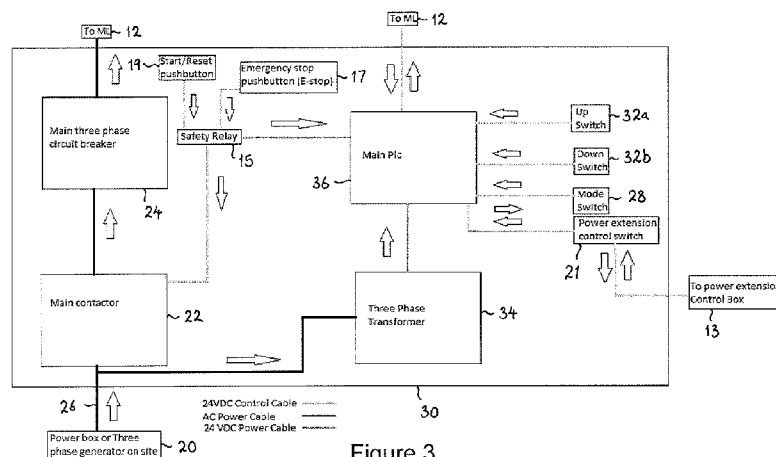 To ML 12
To ML 12
19 Start/Reset pushbutton
Emergency stop pushbutton (E-stop) 17
Main three phase circuit breaker
24
Safety Relay
15
Main Plc
36
Up Switch 32a
Down Switch 32b
Mode Switch 28
Power extension control switch
21
Main contactor
22
Three Phase Transformer
34
To power extension Control Box
13
26
24VDC Control Cable
AC Power Cable
24 VDC Power Cable
30
Power box or Three phase generator on site 20
Figure 3